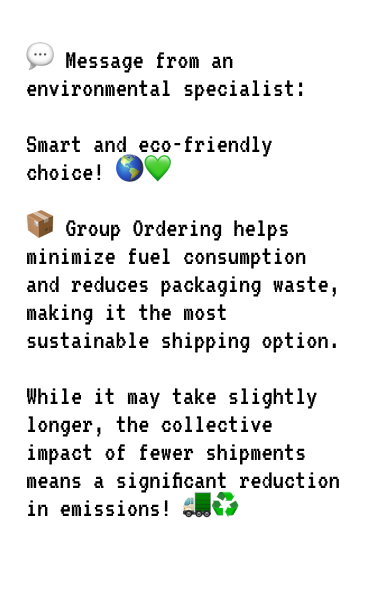 💬 Message from an
environmental specialist:
Smart and eco-friendly
choice! 🌎💚
📦 Group Ordering helps
minimize fuel consumption
and reduces packaging waste,
making it the most
sustainable shipping option.
While it may take slightly
longer, the collective
impact of fewer shipments
means a significant reduction
in emissions! 🚛♻️